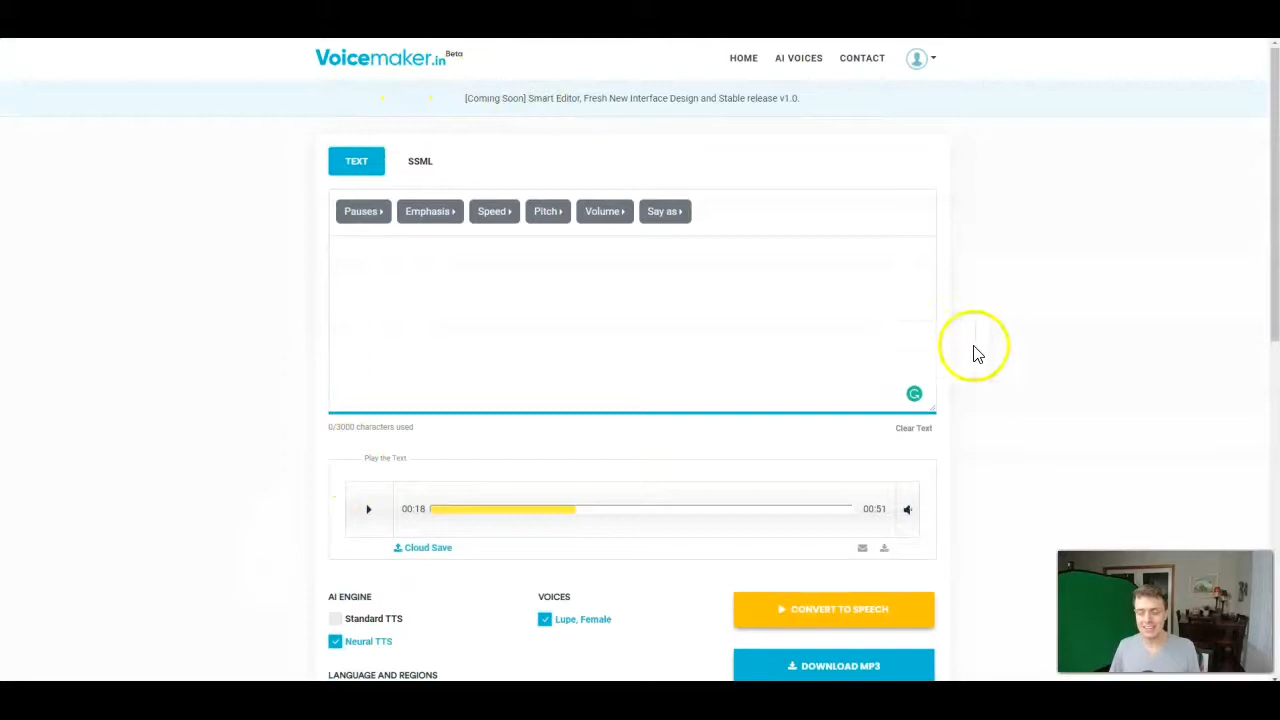 Voicemaker.in Beta
HOME AI VOICES CONTACT
[Coming Soon] Smart Editor, Fresh New Interface Design and Stable release v1.0.
TEXT SSML
Pauses Emphasis Speed Pitch Volume Say as
0/3000 characters used Clear Text
Play the Text
00:18 00:51
Cloud Save
AI ENGINE VOICES
Standard TTS Lupe, Female CONVERT TO SPEECH
Neural TTS
LANGUAGE AND REGIONS DOWNLOAD MP3